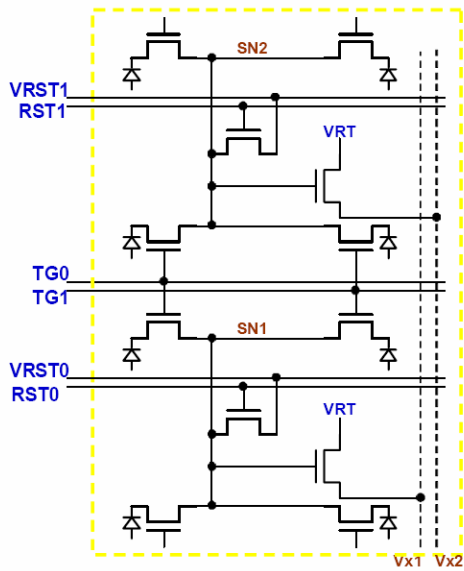 SN2
VRST1
RST1
VRT
TG0
TG1
SN1
VRST0
RST0
VRT
Vx1 Vx2